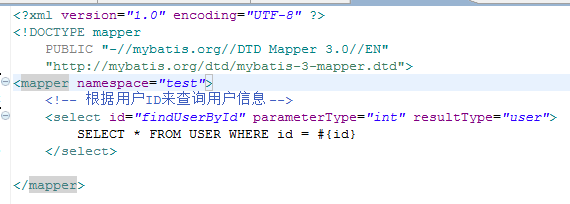 <?xml version="1.0" encoding="UTF-8" ?>
<!DOCTYPE mapper
PUBLIC "-//mybatis.org//DTD Mapper 3.0//EN"
"http://mybatis.org/dtd/mybatis-3-mapper.dtd">
<mapper namespace="test">
<!-- 根据用户ID来查询用户信息 -->
<select id="findUserById" parameterType="int" resultType="user">
SELECT * FROM USER WHERE id = #{id}
</select>
</mapper>